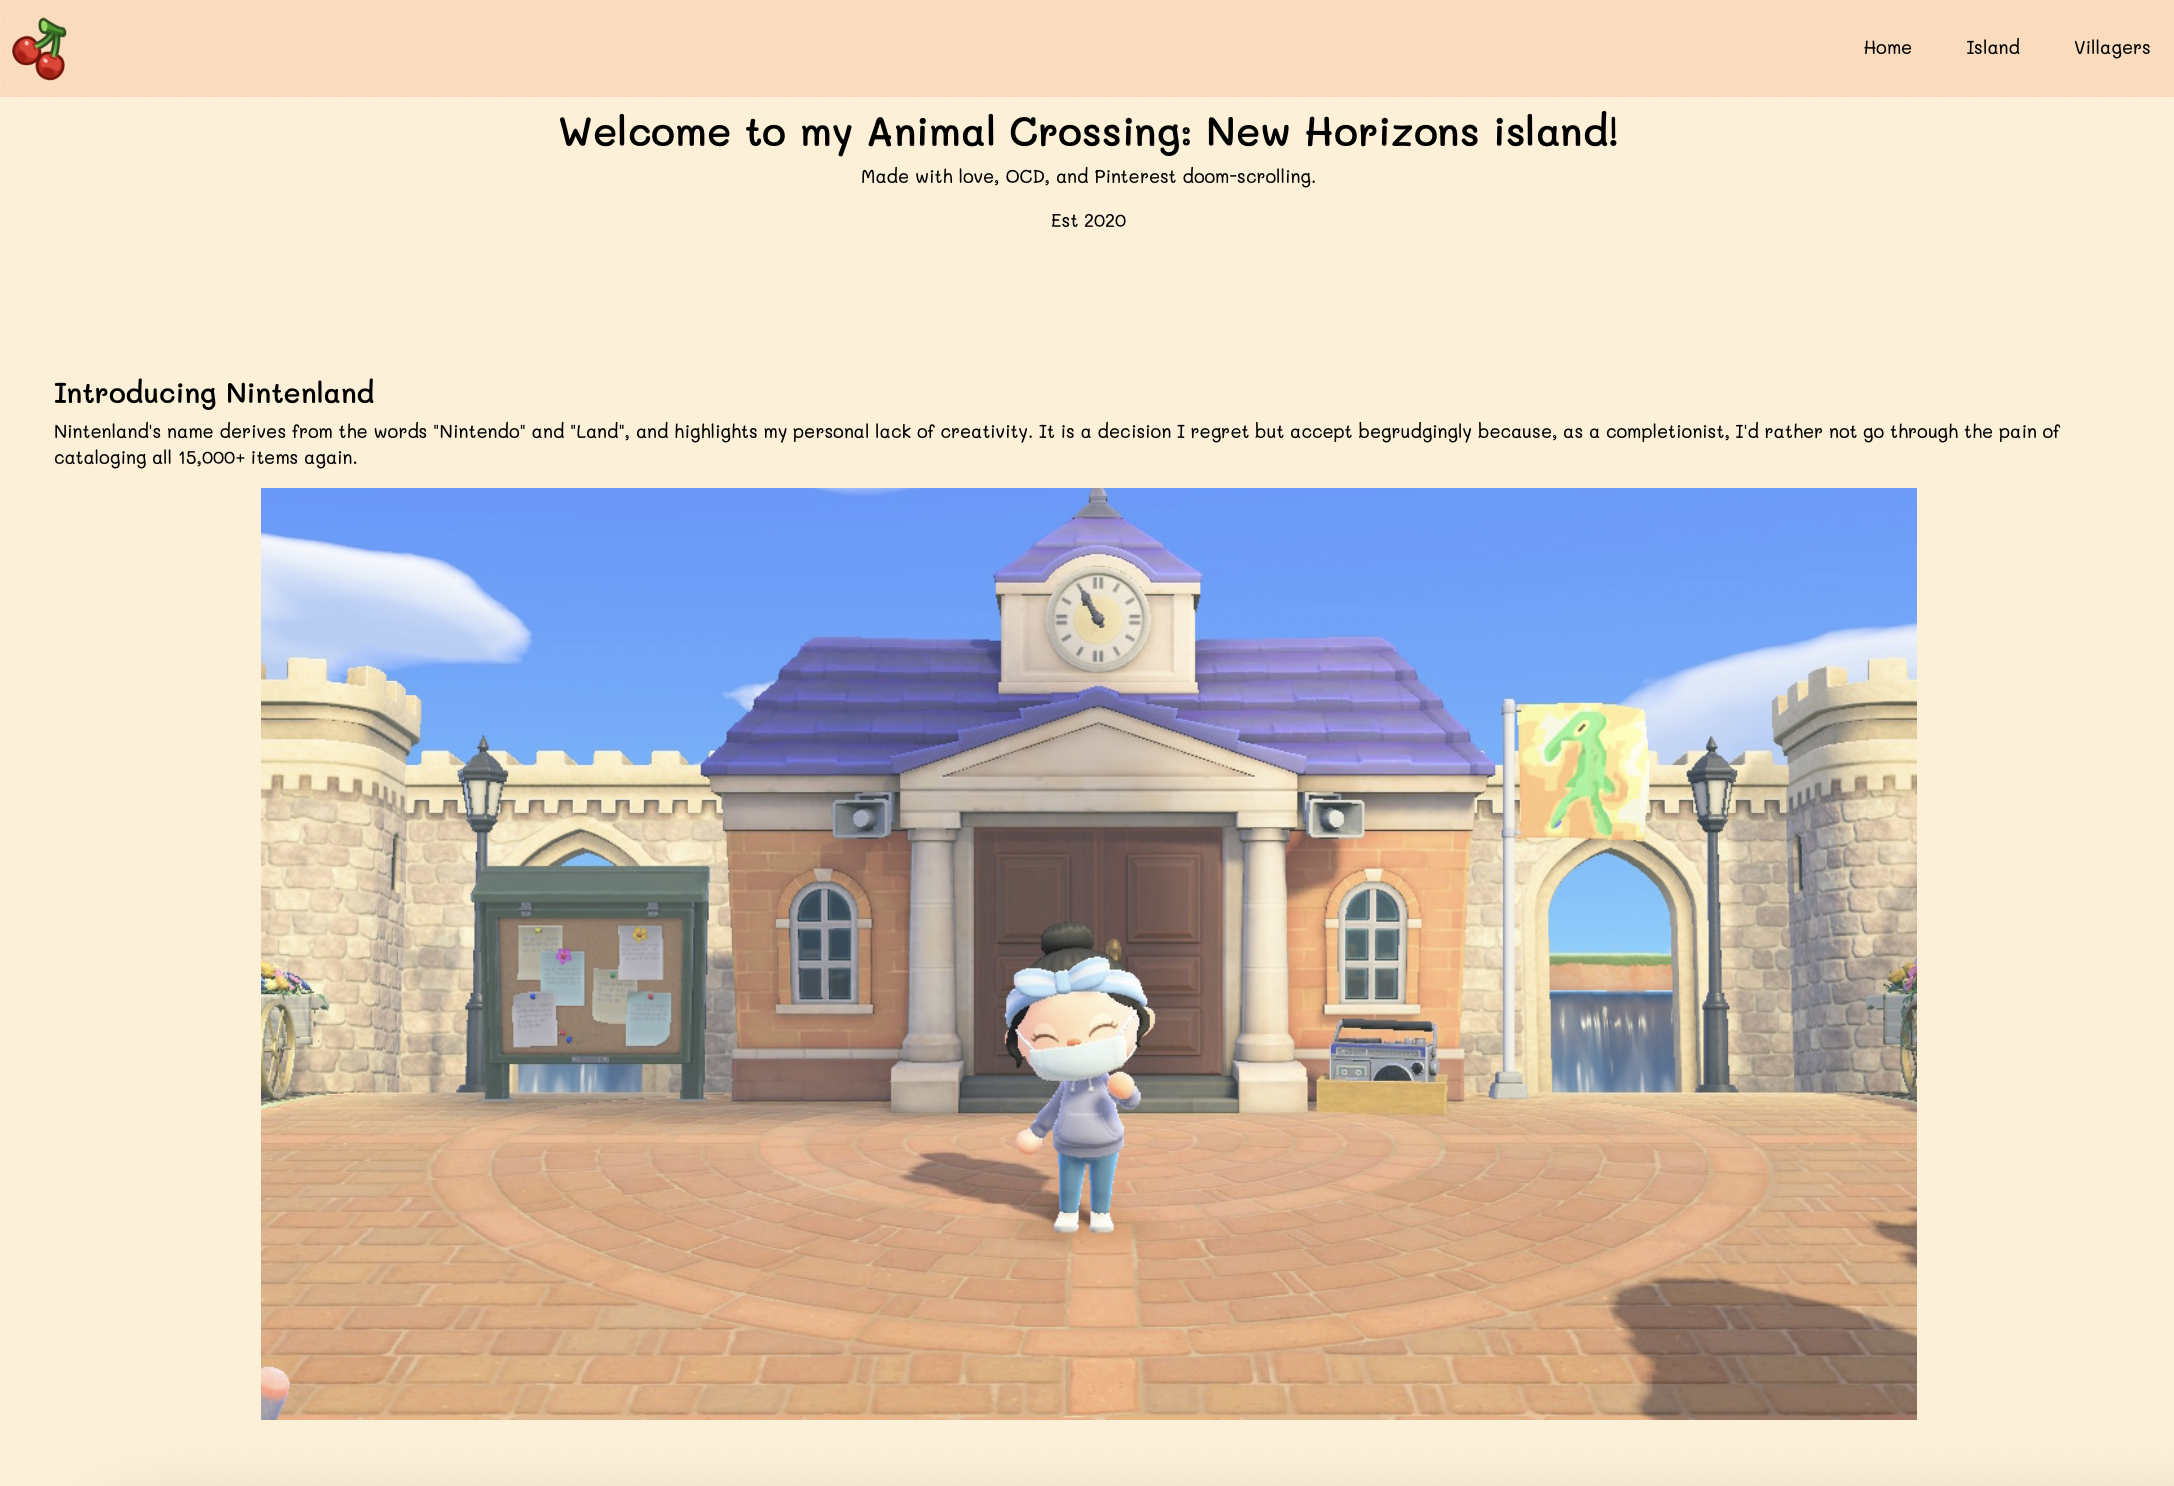 Home Island Villagers
Welcome to my Animal Crossing: New Horizons island!
Made with love, OCD, and Pinterest doom-scrolling.
Est 2020
Introducing Nintenland
Nintenland's name derives from the words "Nintendo" and "Land", and highlights my personal lack of creativity. It is a decision I regret but accept begrudgingly because, as a completionist, I'd rather not go through the pain of
cataloging all 15,000+ items again.